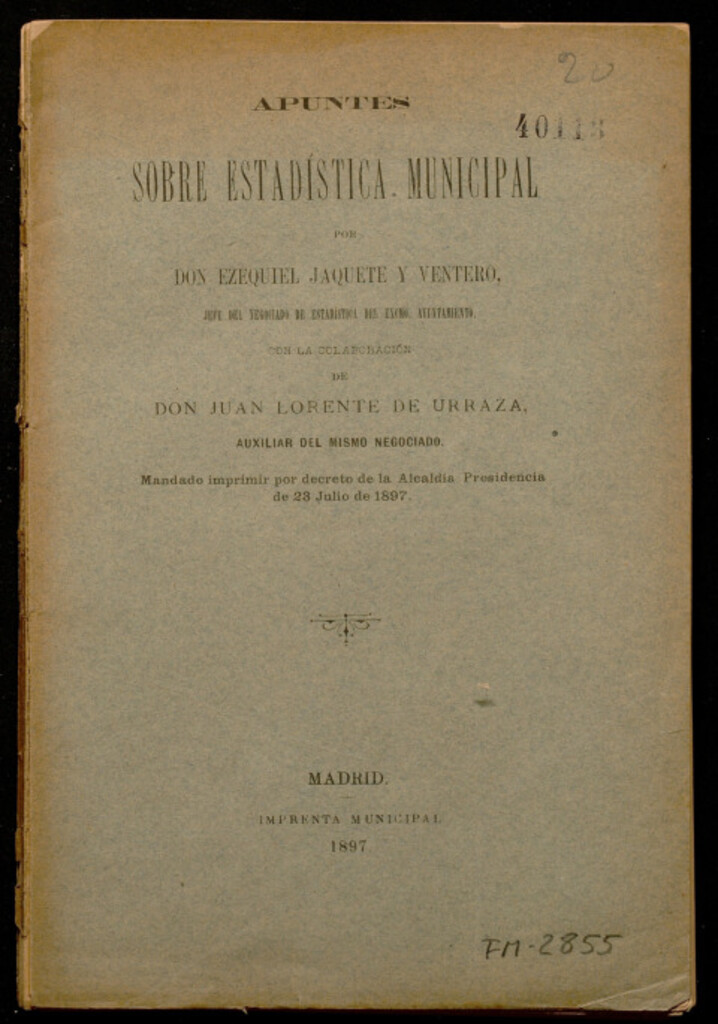 20
APUNTES
40113
SOBRE ESTADÍSTICA MUNICIPAL
POR
DON EZEQUIEL JAQUETE Y VENTERO,
JEFE DEL NEGOCIADO DE ESTADISTICA DEL EXCMO. AYUNTAMIENTO,
CON LA COLABORACIÓN
DE
DON JUAN LORENTE DE URRAZA,
AUXILIAR DEL MISMO NEGOCIADO.
Mandado imprimir por decreto de la Alcaldía Presidencia
de 23 Julio de 1897.
MADRID.
IMPRENTA MUNICIPAL
1897
FM-2855